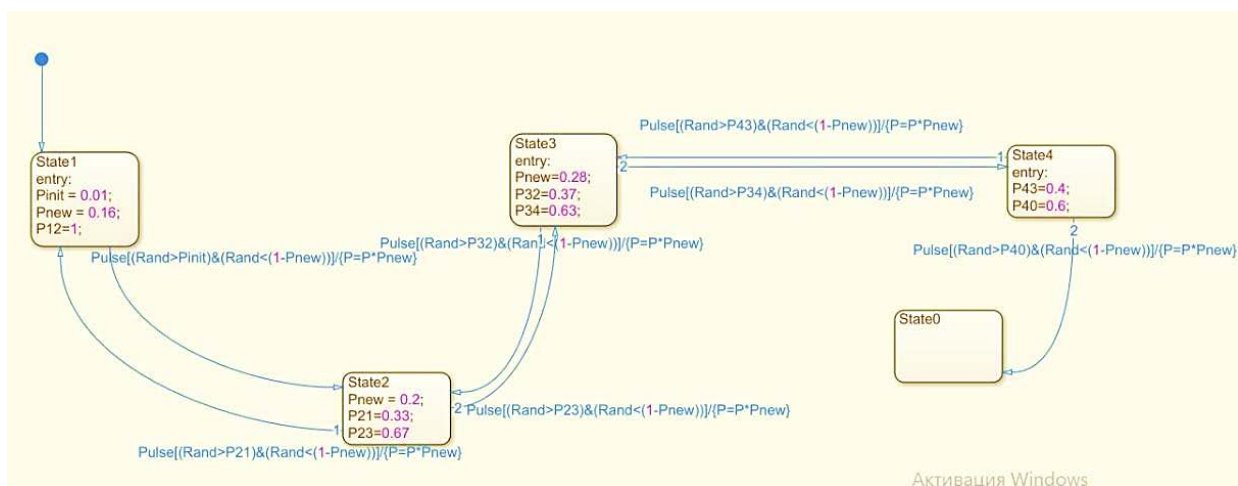 State1
entry:
Pinit = 0.01;
Pnew = 0.16;
P12=1;
Pulse[(Rand>Pinit)&(Rand<(1-Pnew))]/{P=P*Pnew}
State2
Pnew = 0.2;
P21=0.33;
P23=0.67
1
2
Pulse[(Rand>P21)&(Rand<(1-Pnew))]/{P=P*Pnew}
Pulse[(Rand>P23)&(Rand<(1-Pnew))]/{P=P*Pnew}
State3
entry:
Pnew=0.28;
P32=0.37;
P34=0.63;
1
2
Pulse[(Rand>P32)&(Rand<(1-Pnew))]/{P=P*Pnew}
Pulse[(Rand>P43)&(Rand<(1-Pnew))]/{P=P*Pnew}
Pulse[(Rand>P34)&(Rand<(1-Pnew))]/{P=P*Pnew}
State4
entry:
P43=0.4;
P40=0.6;
1
2
Pulse[(Rand>P40)&(Rand<(1-Pnew))]/{P=P*Pnew}
State0
Активация Windows